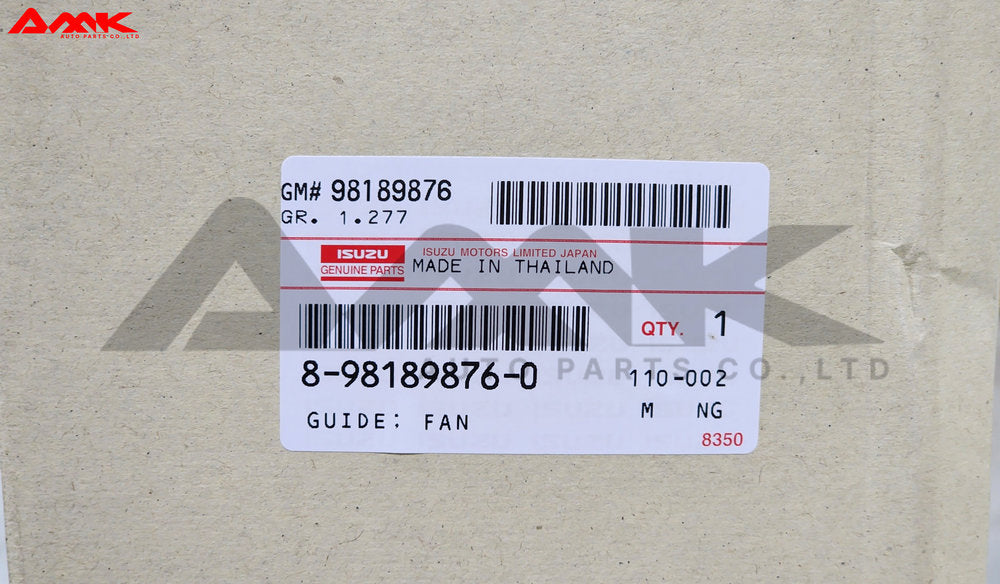 AMK
AUTO PARTS CO.,LTD
GM# 98189876
GR. 1.277
ISUZU
GENUINE PARTS
ISUZU MOTORS LIMITED JAPAN
MADE IN THAILAND
QTY. 1
8-98189876-0
110-002
GUIDE: FAN
M NG
8350
AMK
AUTO PARTS CO.,LTD